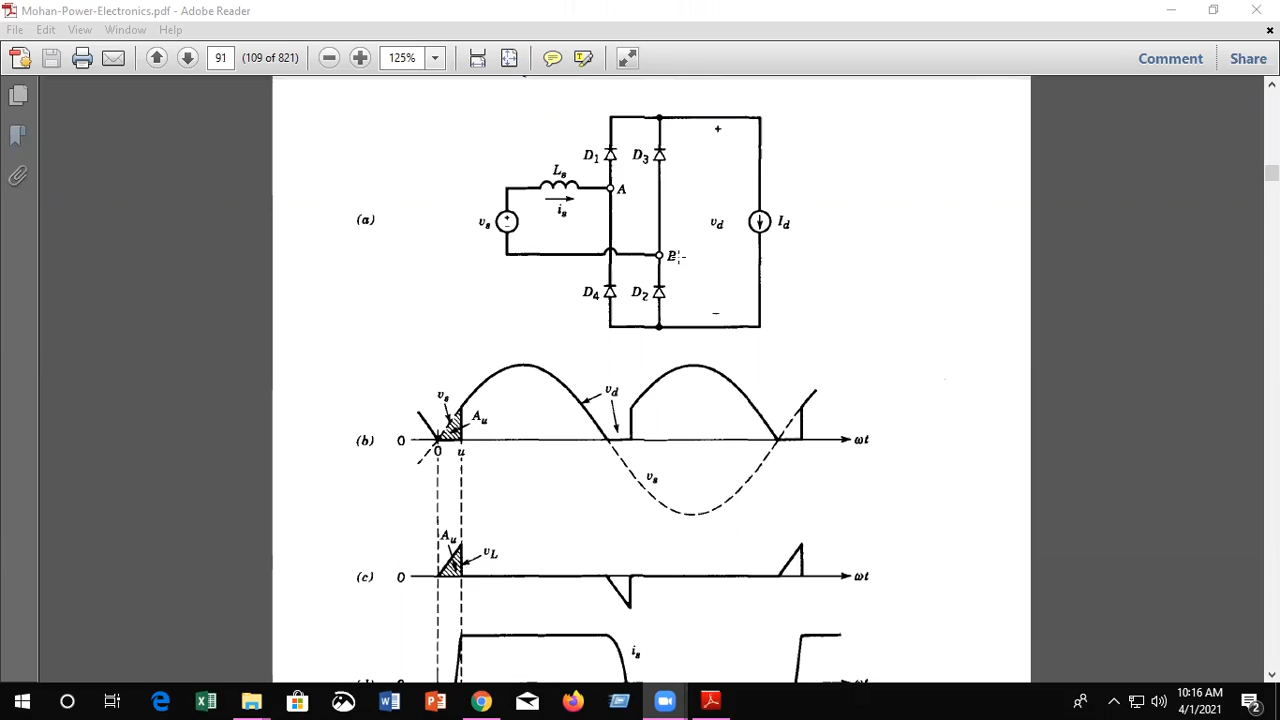 Mohan-Power-Electronics.pdf - Adobe Reader
File Edit View Window Help
91 (109 of 821) 125% Comment Share
D1 D3
Ls
A
is
(a) vs vd Id
+
-
B
D4 D2
+
−
vd
vs
Au
(b) 0 ωt
0 u
vs
Au
vL
(c) 0 ωt
is
10:16 AM
4/1/2021
2